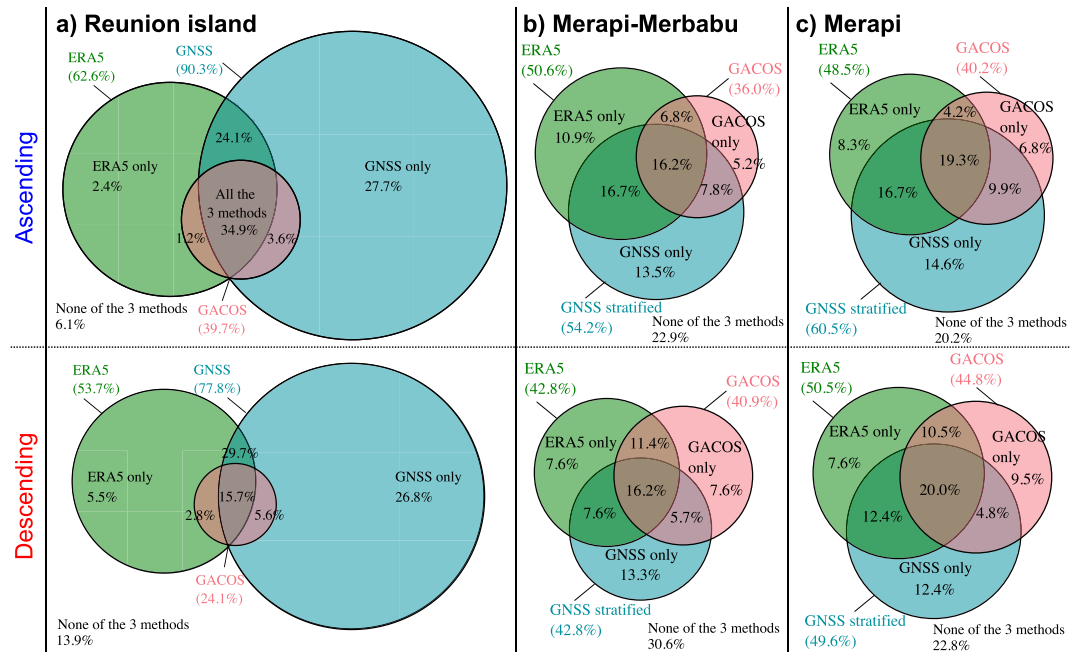 a) Reunion island
b) Merapi-Merbabu
c) Merapi
Ascending
ERA5
(62.6%)
GNSS
(90.3%)
24.1%
ERA5 only
2.4%
GNSS only
27.7%
All the
3 methods
34.9%
1.2%
3.6%
None of the 3 methods
6.1%
GACOS
(39.7%)
ERA5
(50.6%)
GACOS
(36.0%)
ERA5 only
10.9%
6.8%
GACOS
only
5.2%
16.2%
16.7%
7.8%
GNSS only
13.5%
GNSS stratified
(54.2%)
None of the 3 methods
22.9%
ERA5
(48.5%)
GACOS
(40.2%)
ERA5 only
8.3%
4.2%
GACOS
only
6.8%
19.3%
16.7%
9.9%
GNSS only
14.6%
GNSS stratified
(60.5%)
None of the 3 methods
20.2%
Descending
ERA5
(53.7%)
GNSS
(77.8%)
29.7%
ERA5 only
5.5%
GNSS only
26.8%
15.7%
2.8%
5.6%
GACOS
(24.1%)
None of the 3 methods
13.9%
ERA5
(42.8%)
GACOS
(40.9%)
ERA5 only
7.6%
11.4%
GACOS
only
7.6%
16.2%
7.6%
5.7%
GNSS only
13.3%
GNSS stratified
(42.8%)
None of the 3 methods
30.6%
ERA5
(50.5%)
GACOS
(44.8%)
ERA5 only
7.6%
10.5%
GACOS
only
9.5%
20.0%
12.4%
4.8%
GNSS only
12.4%
GNSS stratified
(49.6%)
None of the 3 methods
22.8%